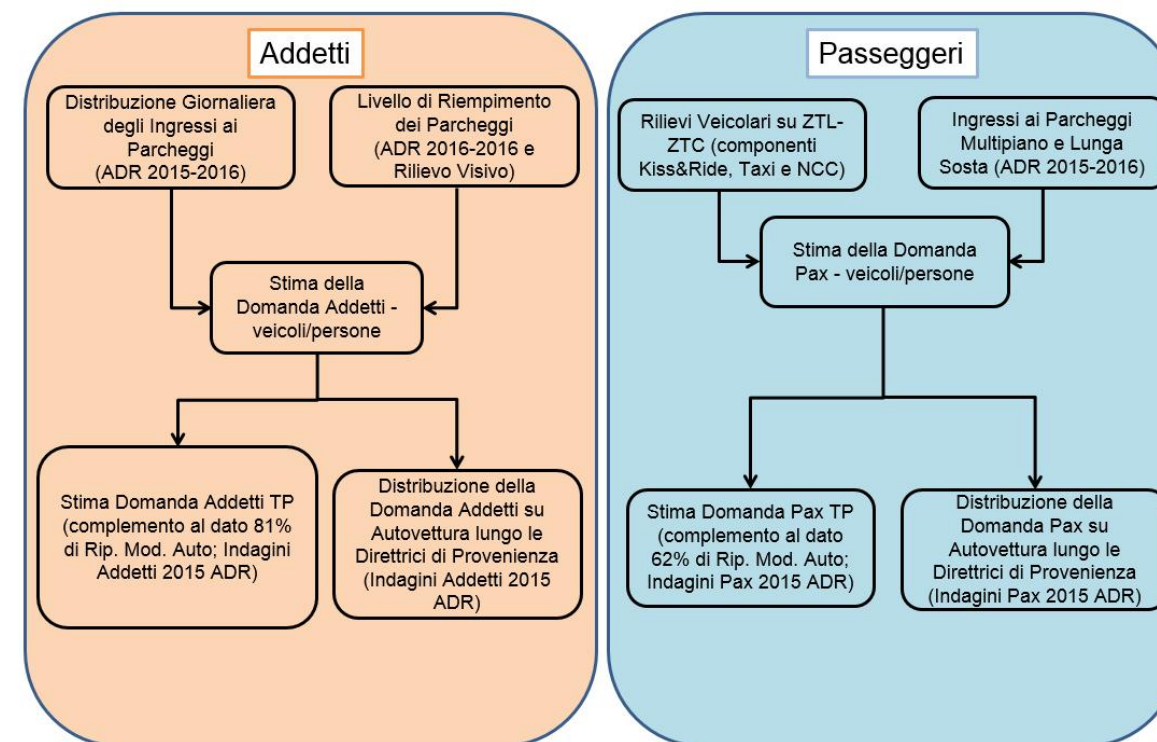 Addetti
Distribuzione Giornaliera
degli Ingressi ai
Parcheggi
(ADR 2015-2016)
Livello di Riempimento
dei Parcheggi
(ADR 2016-2016 e
Rilievo Visivo)
Stima della
Domanda Addetti -
veicoli/persone
Stima Domanda Addetti TP
(complemento al dato 81%
di Rip. Mod. Auto; Indagini
Addetti 2015 ADR)
Distribuzione della
Domanda Addetti su
Autovettura lungo le
Direttrici di Provenienza
(Indagini Addetti 2015
ADR)
Passeggeri
Rilievi Veicolari su ZTL-
ZTC (componenti
Kiss&Ride, Taxi e NCC)
Ingressi ai Parcheggi
Multipiano e Lunga
Sosta (ADR 2015-2016)
Stima della Domanda
Pax - veicoli/persone
Stima Domanda Pax TP
(complemento al dato
62% di Rip. Mod. Auto;
Indagini Pax 2015 ADR)
Distribuzione della
Domanda Pax su
Autovettura lungo le
Direttrici di Provenienza
(Indagini Pax 2015 ADR)